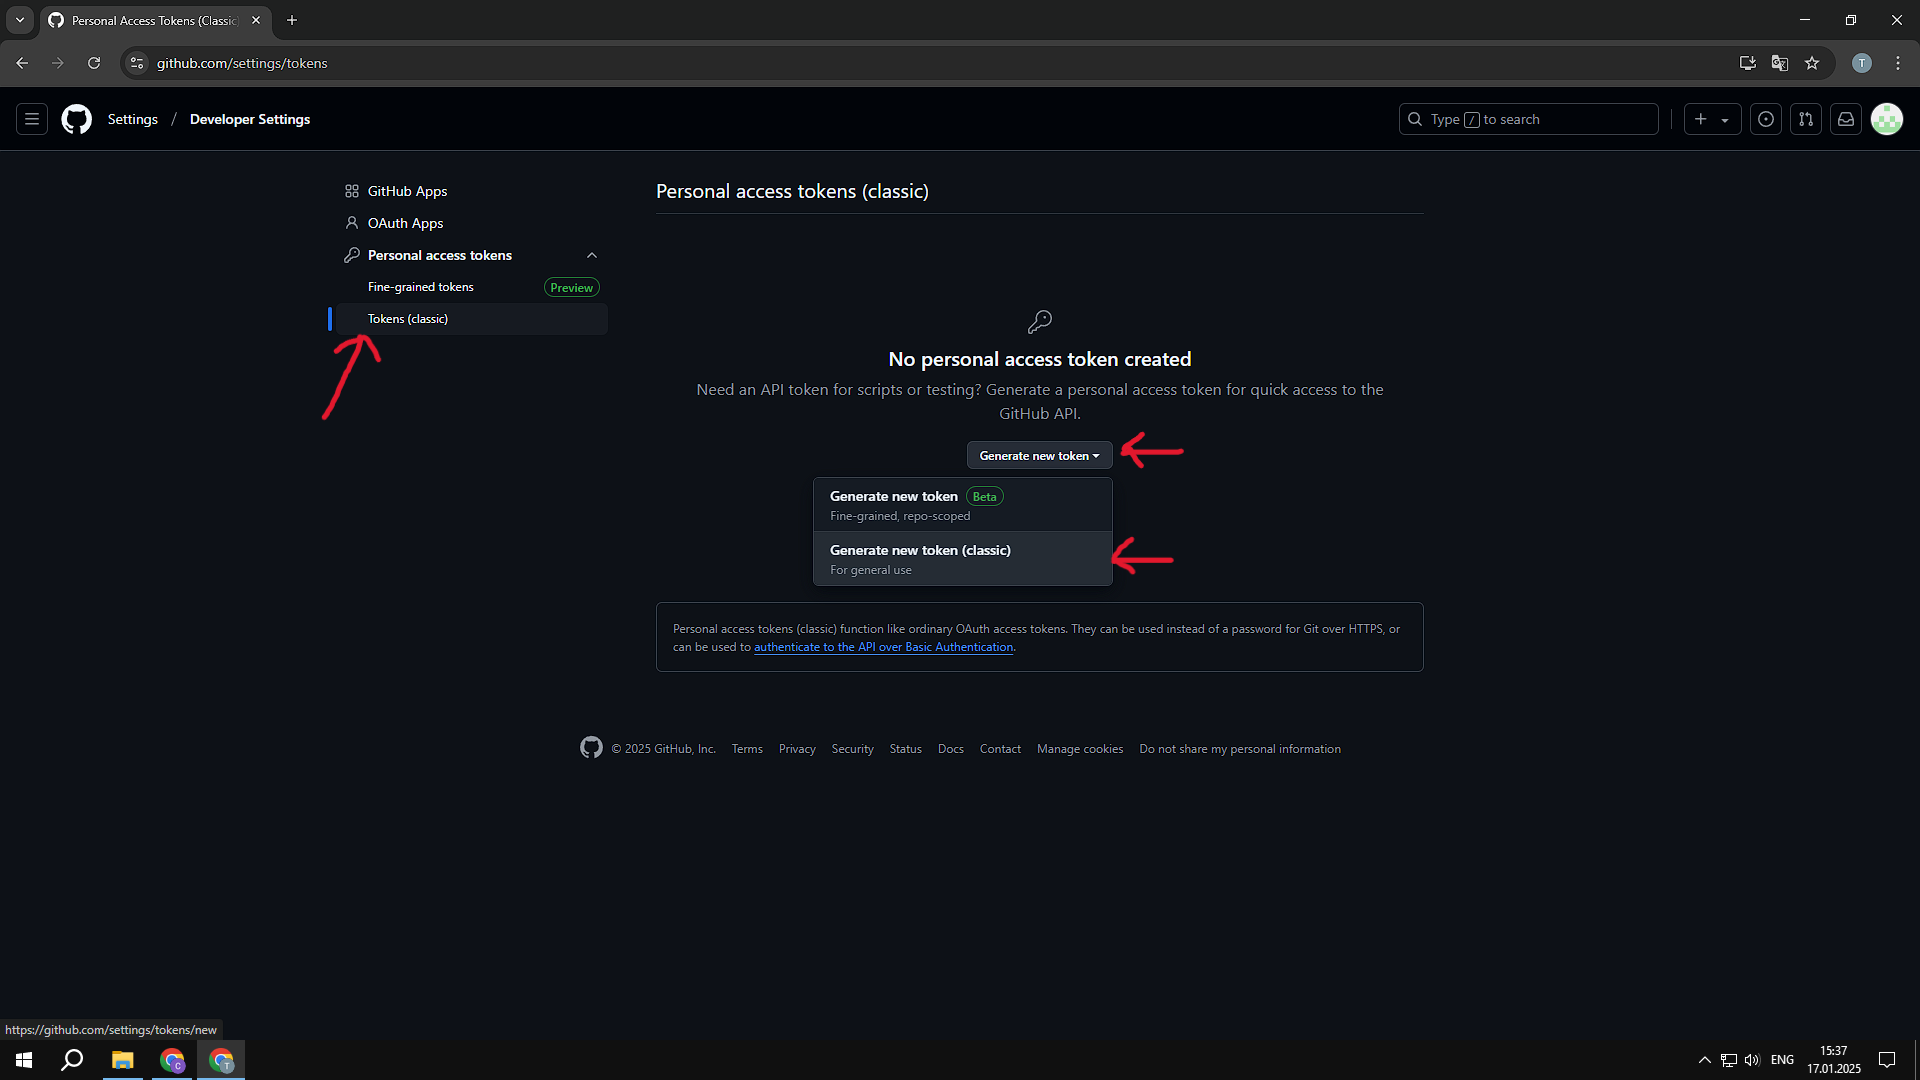 Personal Access Tokens (Classic
github.com/settings/tokens
T
Settings / Developer Settings
Type / to search
GitHub Apps
OAuth Apps
Personal access tokens
Fine-grained tokens Preview
Tokens (classic)
Personal access tokens (classic)
No personal access token created
Need an API token for scripts or testing? Generate a personal access token for quick access to the
GitHub API.
Generate new token
Generate new token Beta
Fine-grained, repo-scoped
Generate new token (classic)
For general use
Personal access tokens (classic) function like ordinary OAuth access tokens. They can be used instead of a password for Git over HTTPS, or
can be used to authenticate to the API over Basic Authentication.
© 2025 GitHub, Inc. Terms Privacy Security Status Docs Contact Manage cookies Do not share my personal information
https://github.com/settings/tokens/new
C
T
ENG
15:37
17.01.2025